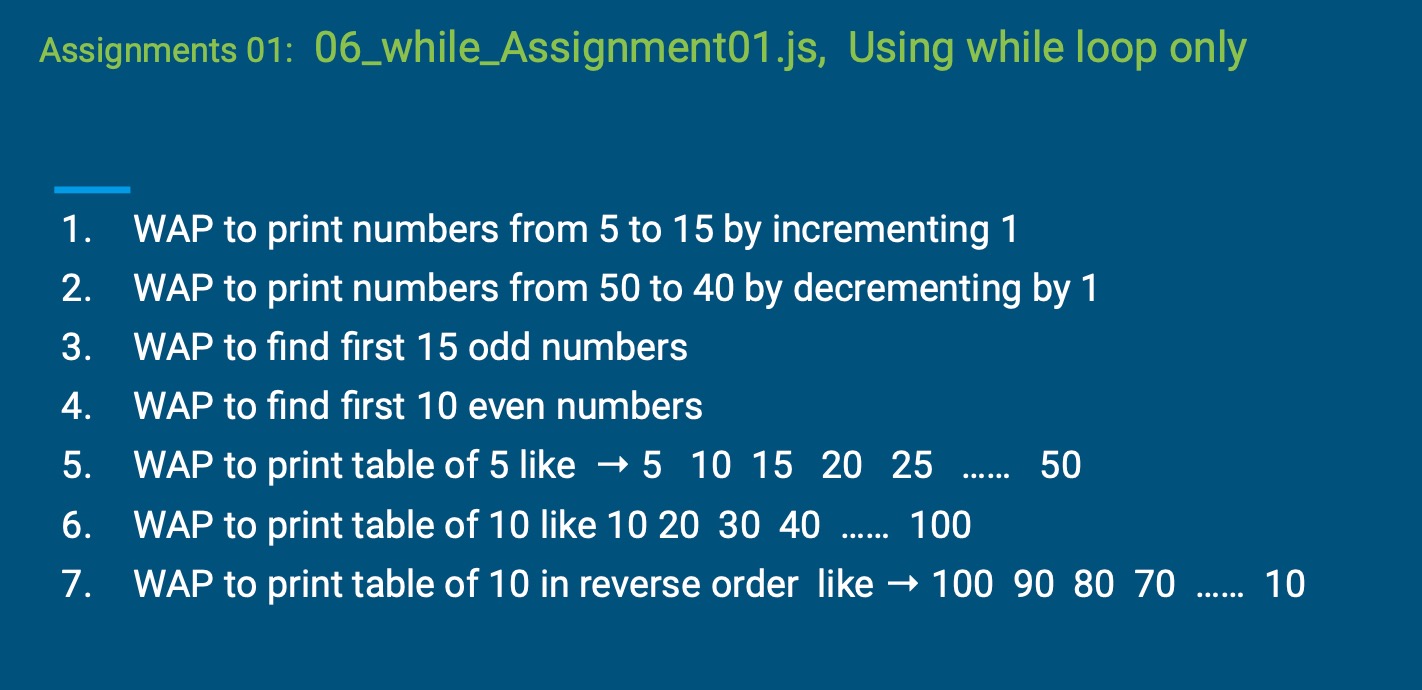 Assignments 01: 06_while_Assignment01.js, Using while loop only
1. WAP to print numbers from 5 to 15 by incrementing 1
2. WAP to print numbers from 50 to 40 by decrementing by 1
3. WAP to find first 15 odd numbers
4. WAP to find first 10 even numbers
5. WAP to print table of 5 like → 5 10 15 20 25 ...... 50
6. WAP to print table of 10 like 10 20 30 40 ...... 100
7. WAP to print table of 10 in reverse order like → 100 90 80 70 ...... 10